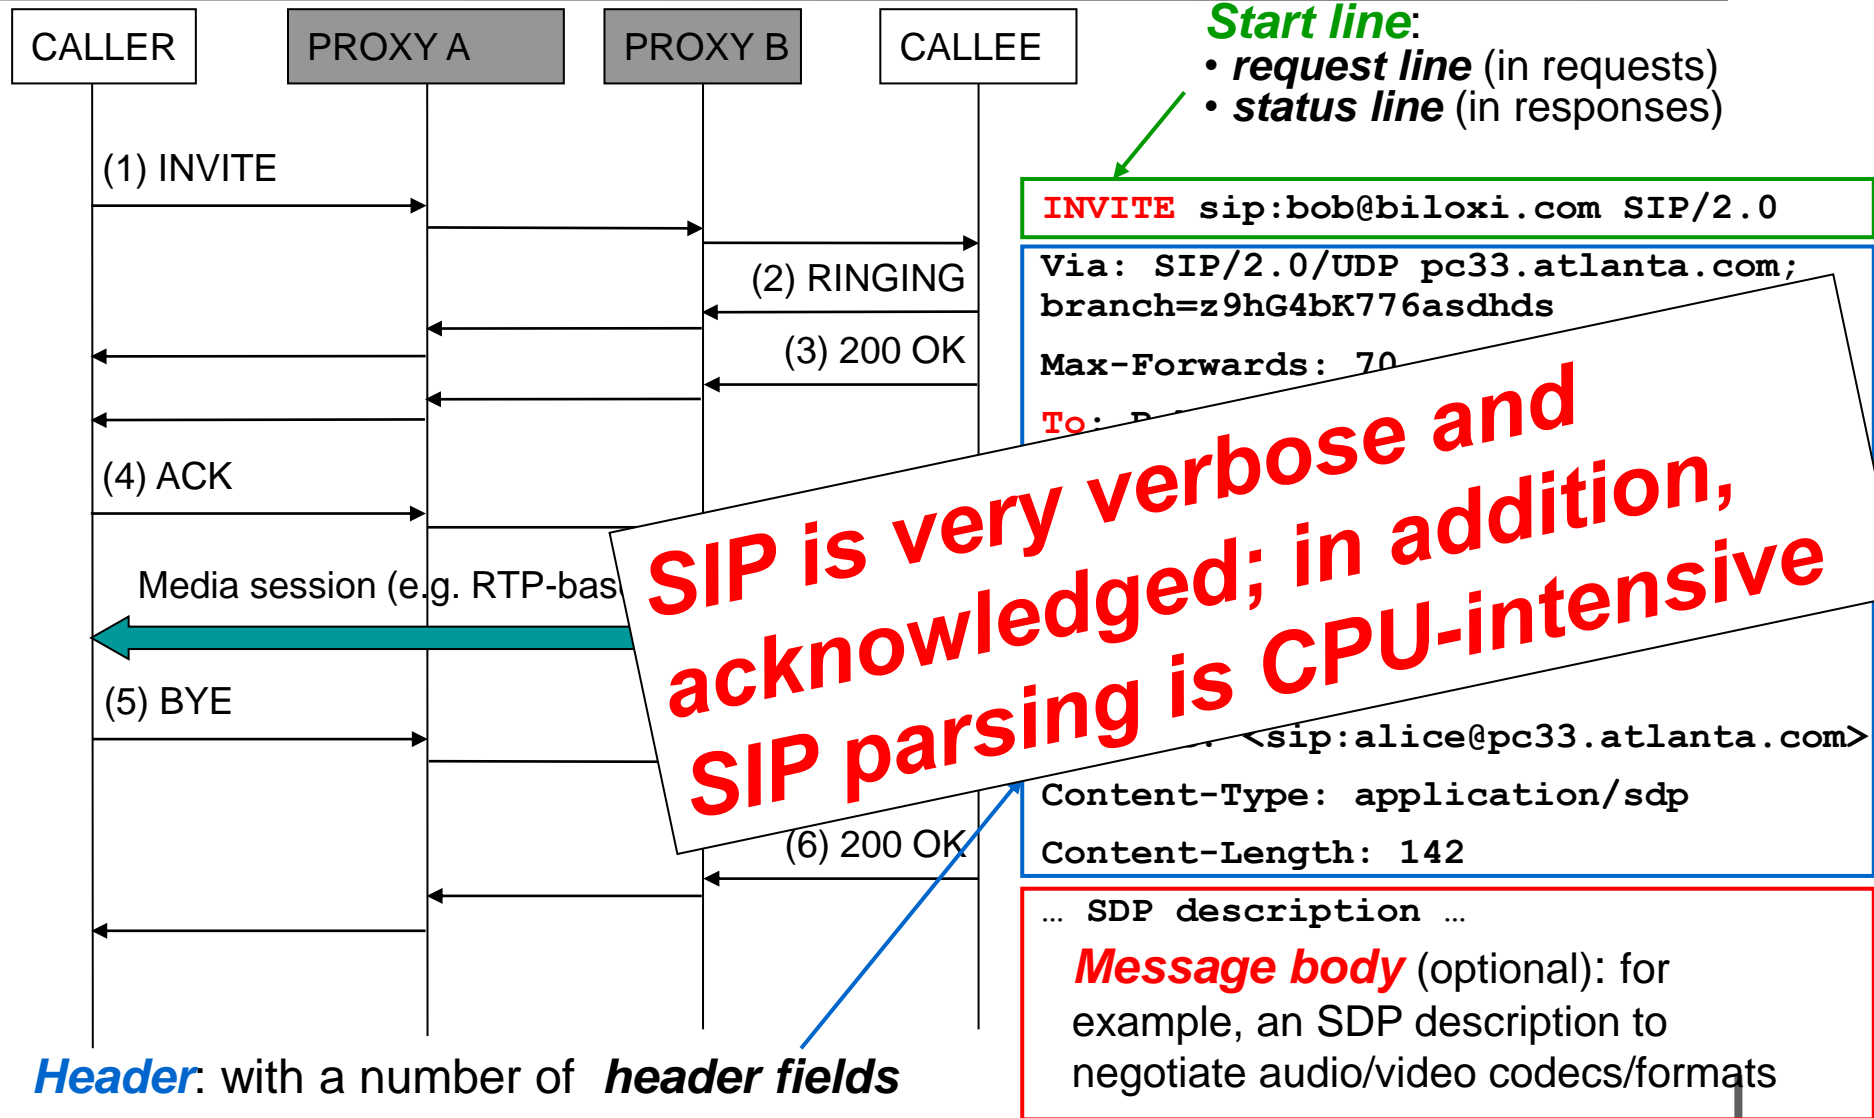 CALLER
PROXY A
PROXY B
CALLEE
(1) INVITE
(2) RINGING
(3) 200 OK
(4) ACK
Media session (e.g. RTP-bas
(5) BYE
(6) 200 OK
Header: with a number of header fields
Start line:
• request line (in requests)
• status line (in responses)
INVITE sip:bob@biloxi.com SIP/2.0
Via: SIP/2.0/UDP pc33.atlanta.com;
branch=z9hG4bK776asdhds
Max-Forwards: 70
To:
SIP is very verbose and
acknowledged; in addition,
SIP parsing is CPU-intensive
<sip:alice@pc33.atlanta.com>
Content-Type: application/sdp
Content-Length: 142
… SDP description …
Message body (optional): for
example, an SDP description to
negotiate audio/video codecs/formats